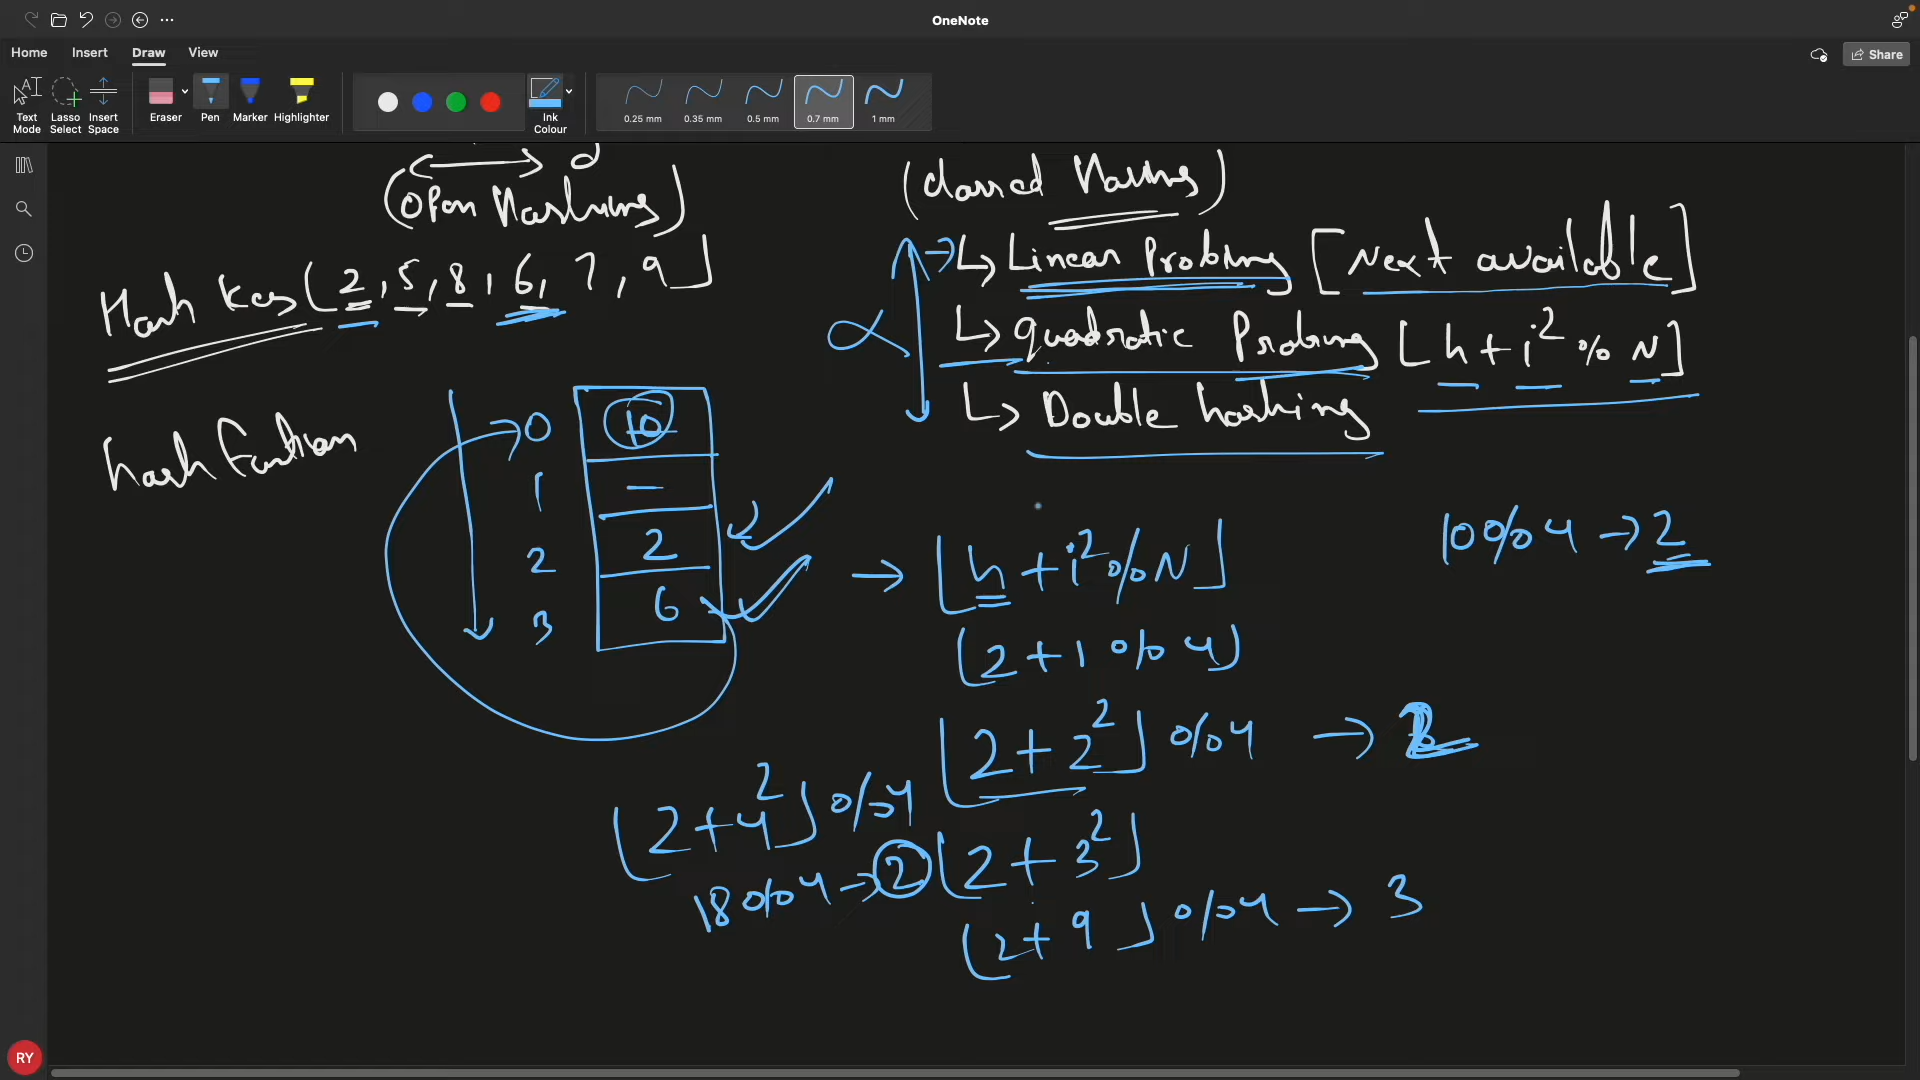 OneNote
Home Insert Draw View
Share
Text Mode Lasso Select Insert Space Eraser Pen Marker Highlighter Ink Colour 0.25 mm 0.35 mm 0.5 mm 0.7 mm 1 mm
(Open Hashing)
(closed Hashing)
Hash Keys (2, 5, 8, 6, 7, 9]
Linear Probing [Next available]
α
quadratic Probing [h + i² % N]
Double hashing
hash Function
0 10
1 —
2 2
3 6
→ [h + i² % N]
10 % 4 → 2
(2 + 1 % 4)
[2 + 2²] % 4 →
[2 + 4²] % 4
18 % 4 → 2
[2 + 3²]
[2 + 9] % 4 → 3
RY